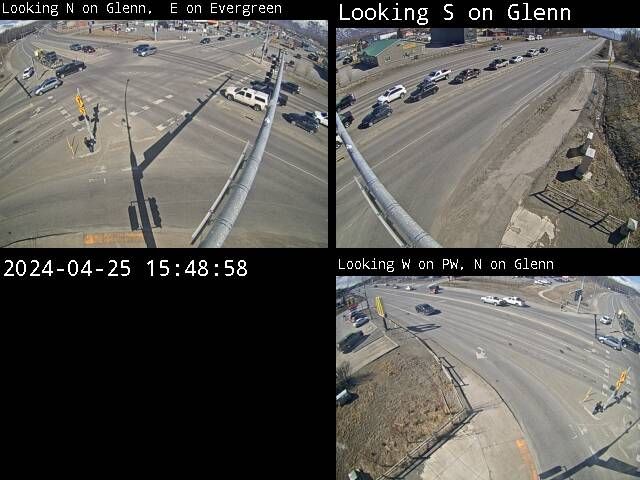 Looking N on Glenn,  E on Evergreen
Looking S on Glenn
2024-04-25 15:48:58
Looking W on PW, N on Glenn